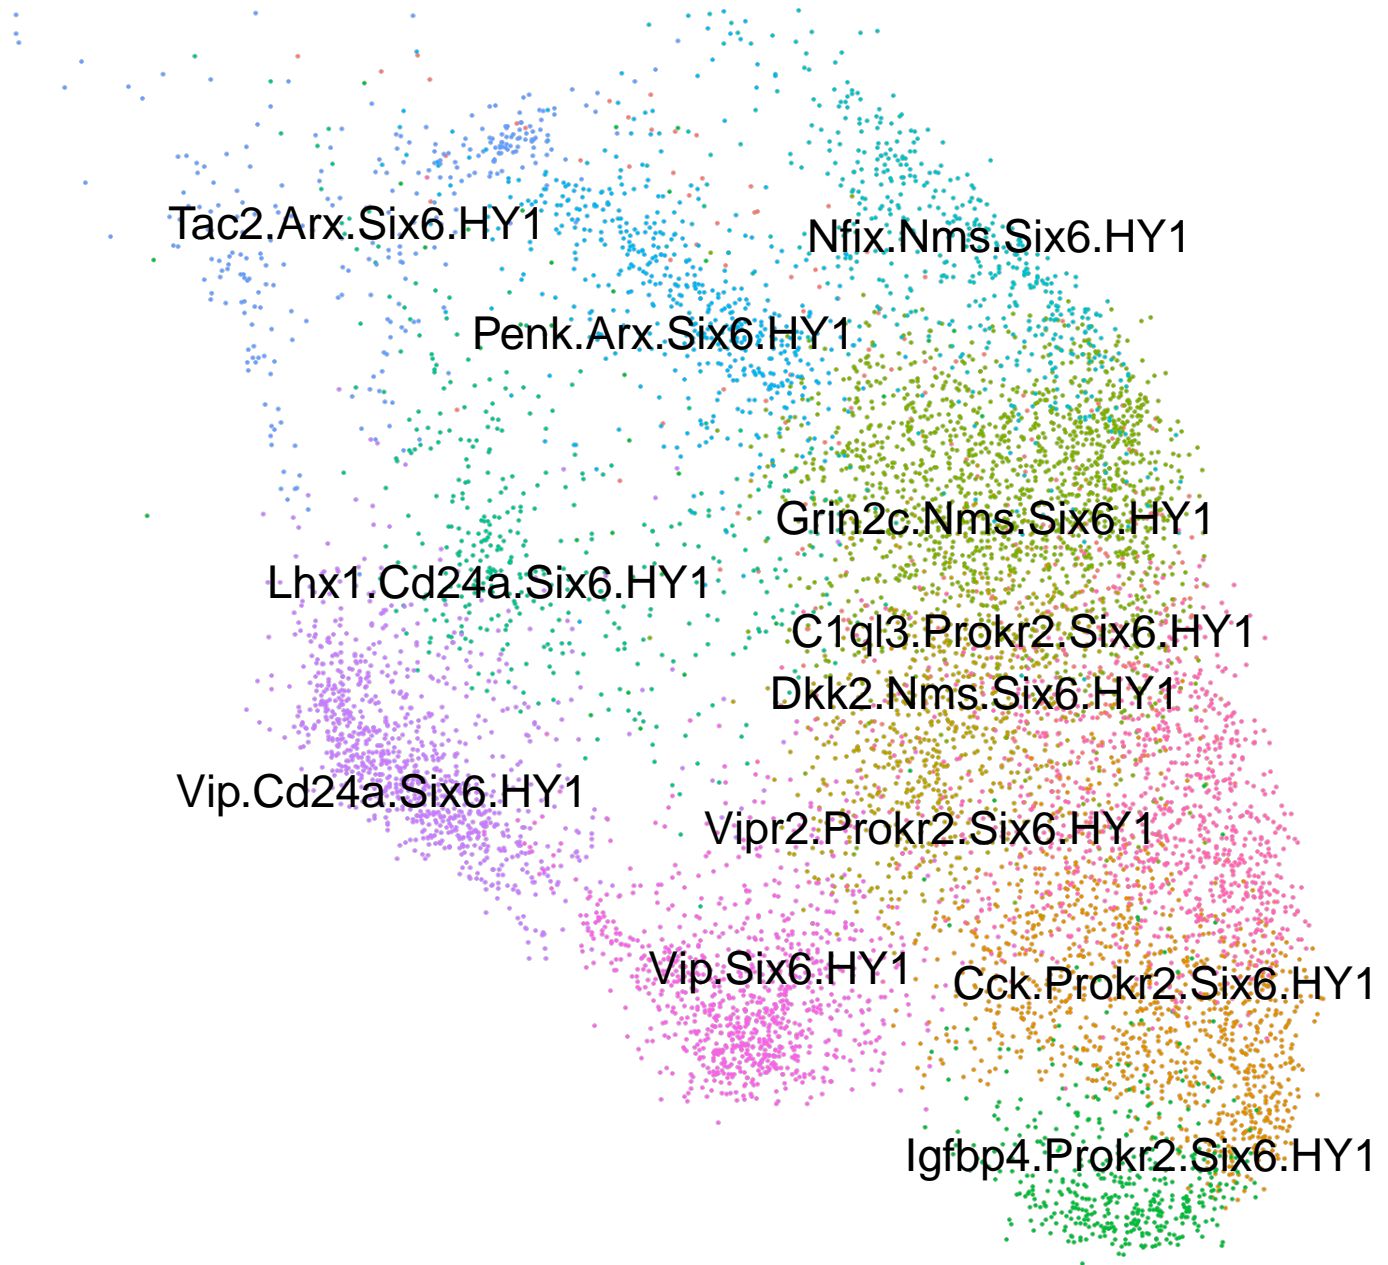 Tac2.Arx.Six6.HY1
Nfix.Nms.Six6.HY1
Penk.Arx.Six6.HY1
Grin2c.Nms.Six6.HY1
Lhx1.Cd24a.Six6.HY1
C1ql3.Prokr2.Six6.HY1
Dkk2.Nms.Six6.HY1
Vip.Cd24a.Six6.HY1
Vipr2.Prokr2.Six6.HY1
Vip.Six6.HY1
Cck.Prokr2.Six6.HY1
Igfbp4.Prokr2.Six6.HY1